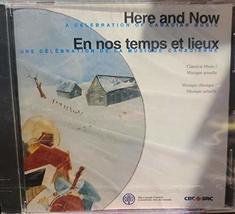 Here and Now
A CELEBRATION OF CANADIAN MUSIC
En nos temps et lieux
UNE CÉLÉBRATION DE LA MUSIQUE CANADIENNE
Classical Music /
Musique actuelle
Musique classique
Musique actuelle
CBC SRC